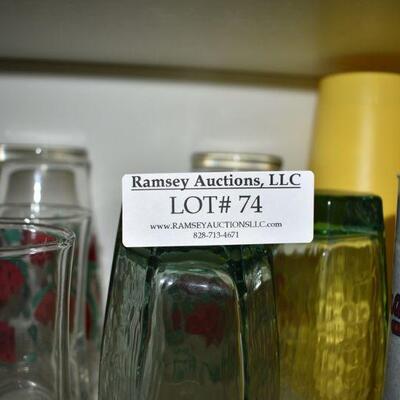 Ramsey Auctions, LLC
LOT# 74
www.RAMSEYAUCTIONSLLC.com
828-713-4671